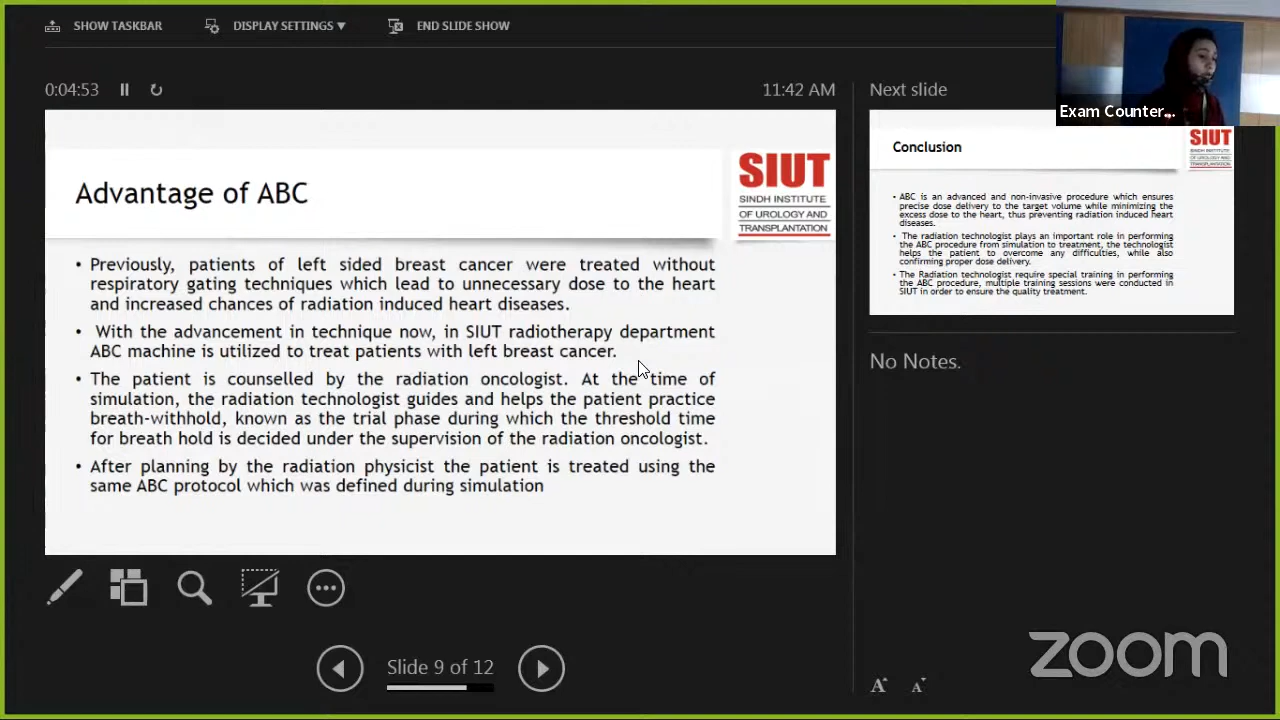 SHOW TASKBAR
DISPLAY SETTINGS ▼
END SLIDE SHOW
Exam Counter...
0:04:53
11:42 AM
Next slide
Advantage of ABC
SIUT
SINDH INSTITUTE
OF UROLOGY AND
TRANSPLANTATION
• Previously, patients of left sided breast cancer were treated without
respiratory gating techniques which lead to unnecessary dose to the heart
and increased chances of radiation induced heart diseases.
• With the advancement in technique now, in SIUT radiotherapy department
ABC machine is utilized to treat patients with left breast cancer.
• The patient is counselled by the radiation oncologist. At the time of
simulation, the radiation technologist guides and helps the patient practice
breath-withhold, known as the trial phase during which the threshold time
for breath hold is decided under the supervision of the radiation oncologist.
• After planning by the radiation physicist the patient is treated using the
same ABC protocol which was defined during simulation
Conclusion
SIUT
SINDH INSTITUTE
OF UROLOGY AND
TRANSPLANTATION
• ABC is an advanced and non-invasive procedure which ensures
precise dose delivery to the target volume while minimizing the
excess dose to the heart, thus preventing radiation induced heart
diseases.
• The radiation technologist plays an important role in performing
the ABC procedure from simulation to treatment, the technologist
helps the patient to overcome any difficulties, while also
confirming proper dose delivery.
• The Radiation technologist require special training in performing
the ABC procedure, multiple training sessions were conducted in
SIUT in order to ensure the quality treatment.
No Notes.
Slide 9 of 12
A A
zoom